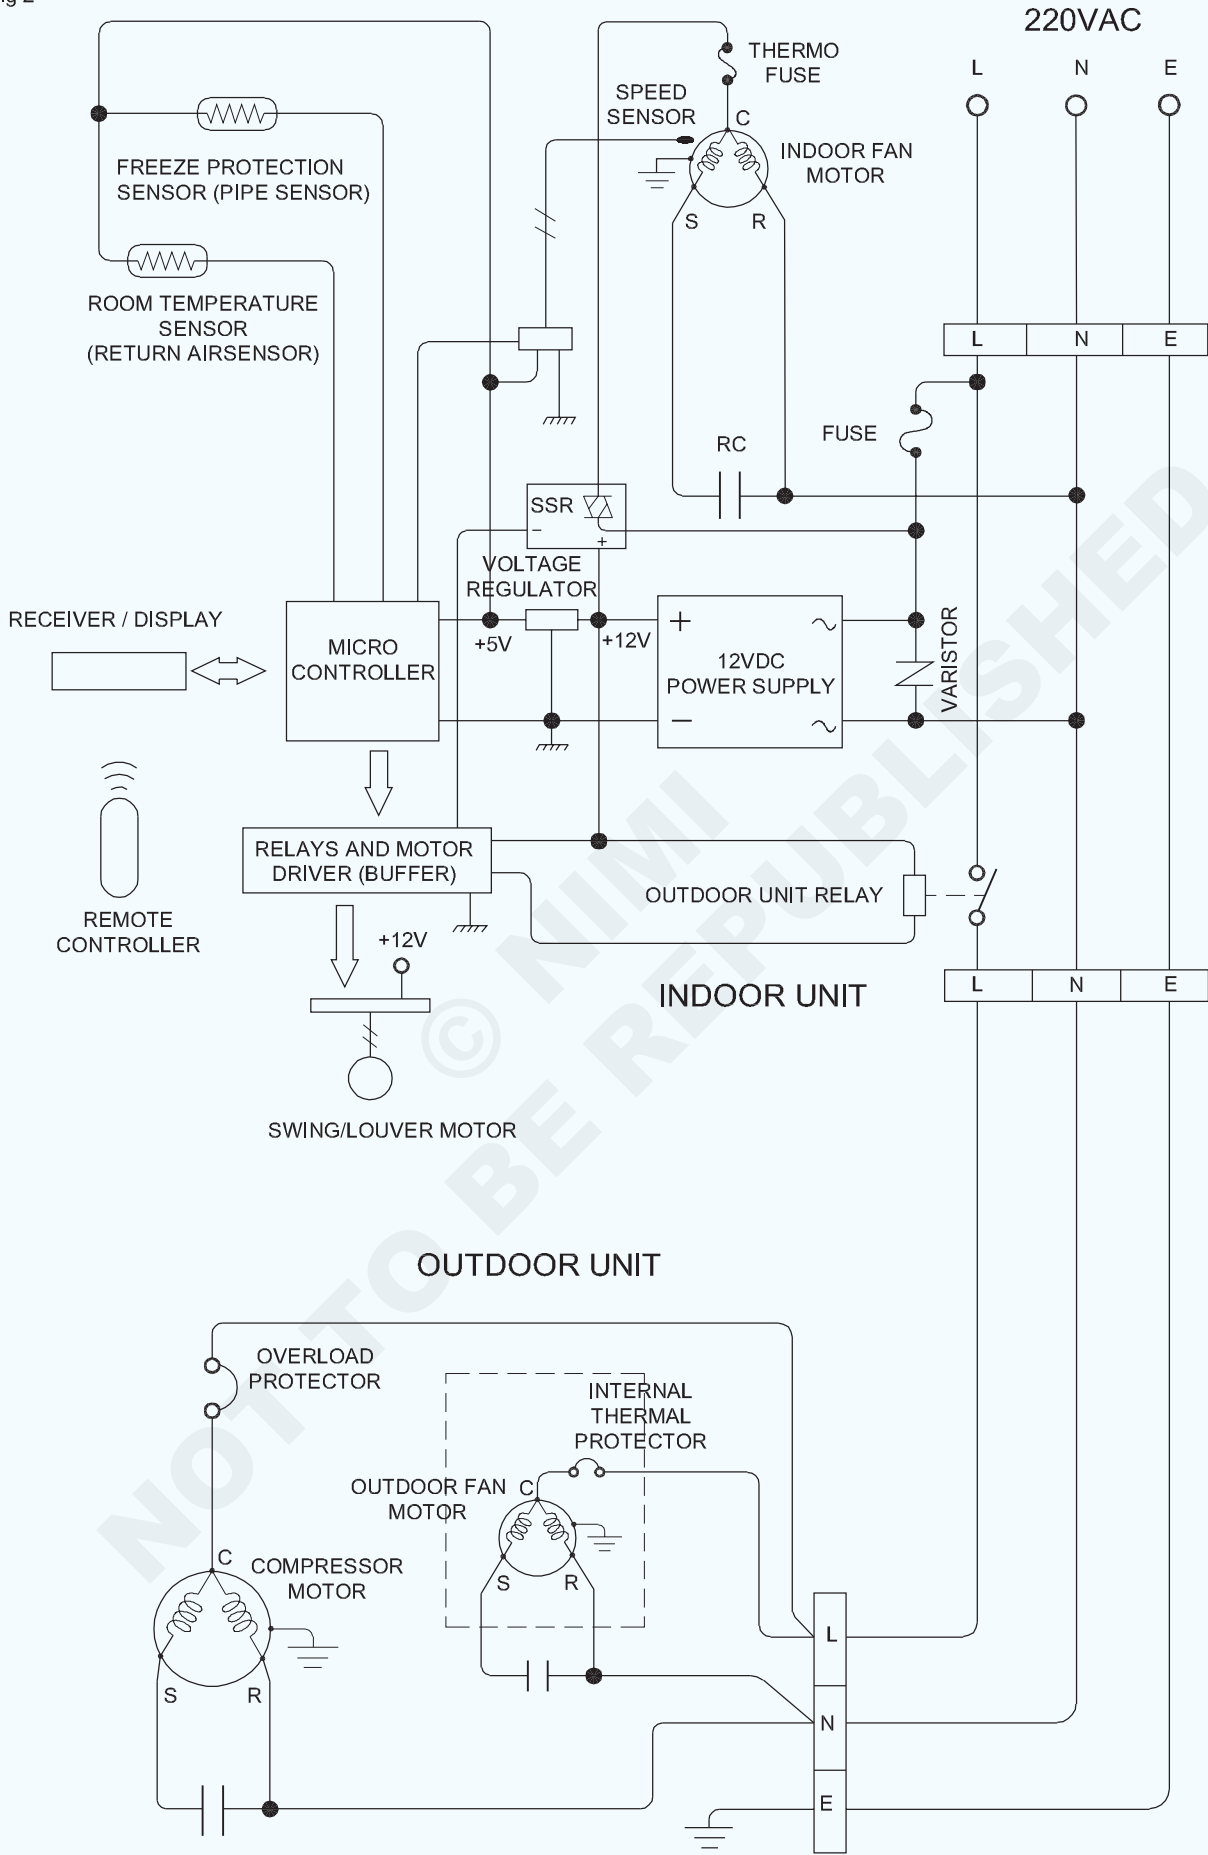 ig 2
220VAC
L N E
THERMO
FUSE
SPEED
SENSOR
C
INDOOR FAN
MOTOR
S R
FREEZE PROTECTION
SENSOR (PIPE SENSOR)
ROOM TEMPERATURE
SENSOR
(RETURN AIRSENSOR)
L N E
FUSE
RC
SSR
-
+
VOLTAGE
REGULATOR
RECEIVER / DISPLAY
MICRO
CONTROLLER
+5V
+12V
+
12VDC
POWER SUPPLY
−
VARISTOR
RELAYS AND MOTOR
DRIVER (BUFFER)
OUTDOOR UNIT RELAY
REMOTE
CONTROLLER
+12V
INDOOR UNIT
L N E
SWING/LOUVER MOTOR
OUTDOOR UNIT
OVERLOAD
PROTECTOR
INTERNAL
THERMAL
PROTECTOR
OUTDOOR FAN
MOTOR
C
S R
C
COMPRESSOR
MOTOR
S R
L
N
E
© NIMI
NOT TO BE REPUBLISHED